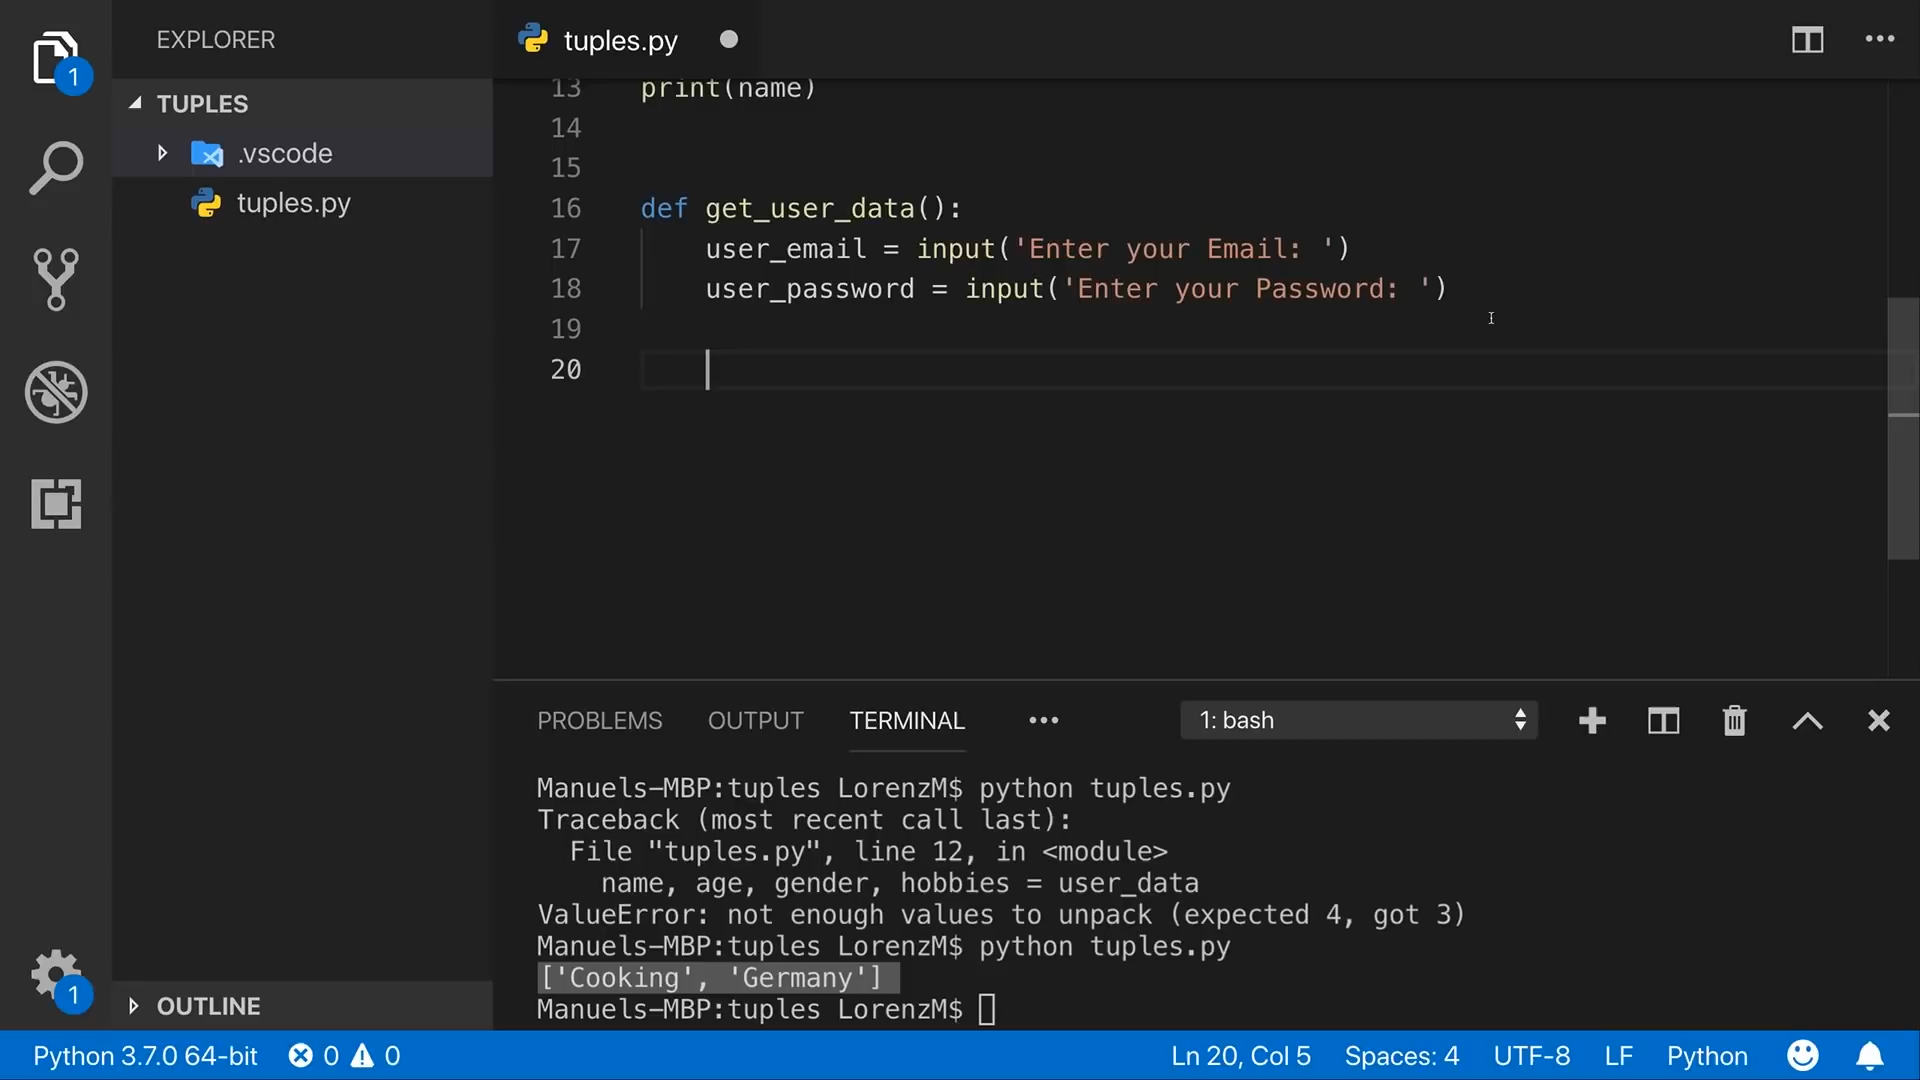 EXPLORER
tuples.py
1
TUPLES
.vscode
tuples.py
13 print(name)
14
15
16 def get_user_data():
17     user_email = input('Enter your Email: ')
18     user_password = input('Enter your Password: ')
19
20
PROBLEMS OUTPUT TERMINAL 1: bash
Manuels-MBP:tuples LorenzM$ python tuples.py
Traceback (most recent call last):
  File "tuples.py", line 12, in <module>
    name, age, gender, hobbies = user_data
ValueError: not enough values to unpack (expected 4, got 3)
Manuels-MBP:tuples LorenzM$ python tuples.py
['Cooking', 'Germany']
Manuels-MBP:tuples LorenzM$
1
OUTLINE
Python 3.7.0 64-bit 0 0 Ln 20, Col 5 Spaces: 4 UTF-8 LF Python